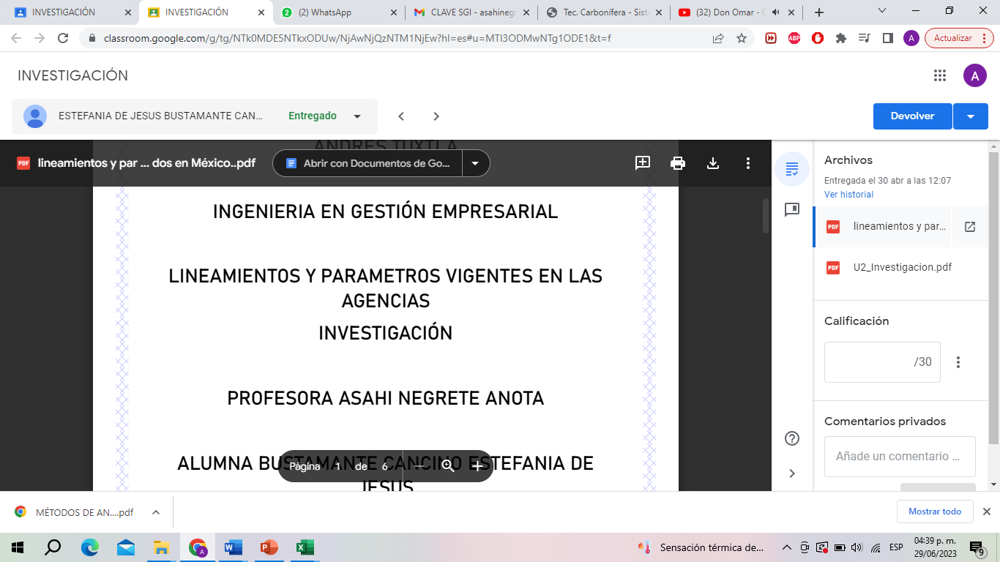 INVESTIGACIÓN
INVESTIGACIÓN
(2) WhatsApp
CLAVE SGI - asahinegr
Tec. Carbonífera - Siste
(32) Don Omar -
classroom.google.com/g/tg/NTk0MDE5NTkxODUw/NjAwNjQzNTM1NjEw?hl=es#u=MTI3ODMwNTg1ODE1&t=f
ABP
A
Actualizar
INVESTIGACIÓN
A
ESTEFANIA DE JESUS BUSTAMANTE CAN...
Entregado
Devolver
ANDRES TUXTLA
PDF
lineamientos y par ... dos en México..pdf
Abrir con Documentos de Go...
INGENIERIA EN GESTIÓN EMPRESARIAL
LINEAMIENTOS Y PARAMETROS VIGENTES EN LAS
AGENCIAS
INVESTIGACIÓN
PROFESORA ASAHI NEGRETE ANOTA
ALUMNA BUSTAMANTE CANCINO ESTEFANIA DE
JESUS
Página 1 de 6
Archivos
Entregada el 30 abr a las 12:07
Ver historial
PDF
lineamientos y par...
PDF
U2_Investigacion.pdf
Calificación
/30
Comentarios privados
Añade un comentario ...
MÉTODOS DE AN....pdf
Mostrar todo
A
Sensación térmica de...
ESP
04:39 p. m.
29/06/2023
9